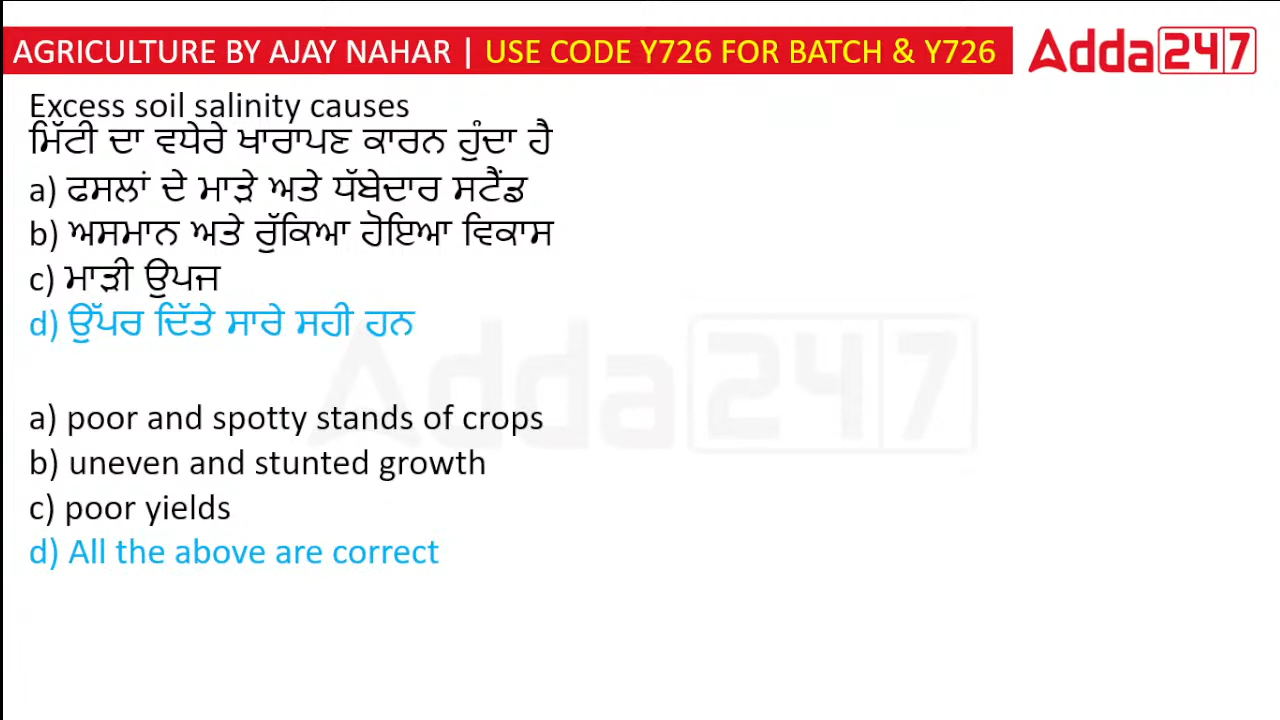 AGRICULTURE BY AJAY NAHAR | USE CODE Y726 FOR BATCH & Y726
Adda247
Excess soil salinity causes
ਮਿੱਟੀ ਦਾ ਵਧੇਰੇ ਖਾਰਾਪਣ ਕਾਰਨ ਹੁੰਦਾ ਹੈ
a) ਫਸਲਾਂ ਦੇ ਮਾੜੇ ਅਤੇ ਧੱਬੇਦਾਰ ਸਟੈਂਡ
b) ਅਸਮਾਨ ਅਤੇ ਰੁੱਕਿਆ ਹੋਇਆ ਵਿਕਾਸ
c) ਮਾੜੀ ਉਪਜ
d) ਉੱਪਰ ਦਿੱਤੇ ਸਾਰੇ ਸਹੀ ਹਨ
Adda247
a) poor and spotty stands of crops
b) uneven and stunted growth
c) poor yields
d) All the above are correct